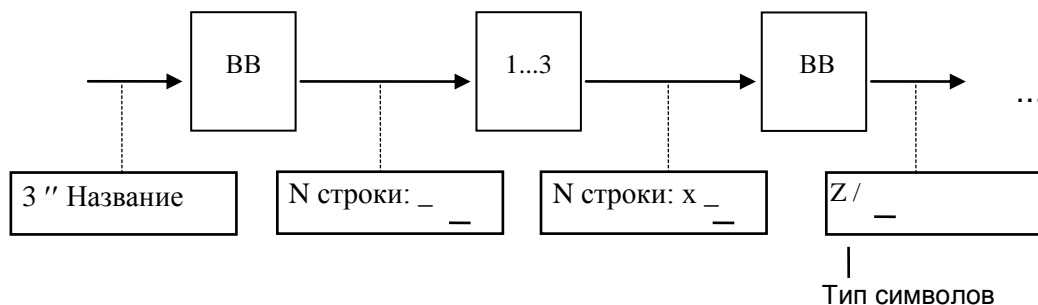 ВВ 1...3 ВВ ...
3 ″ Название N строки: _ N строки: x _ Z / _
Тип символов